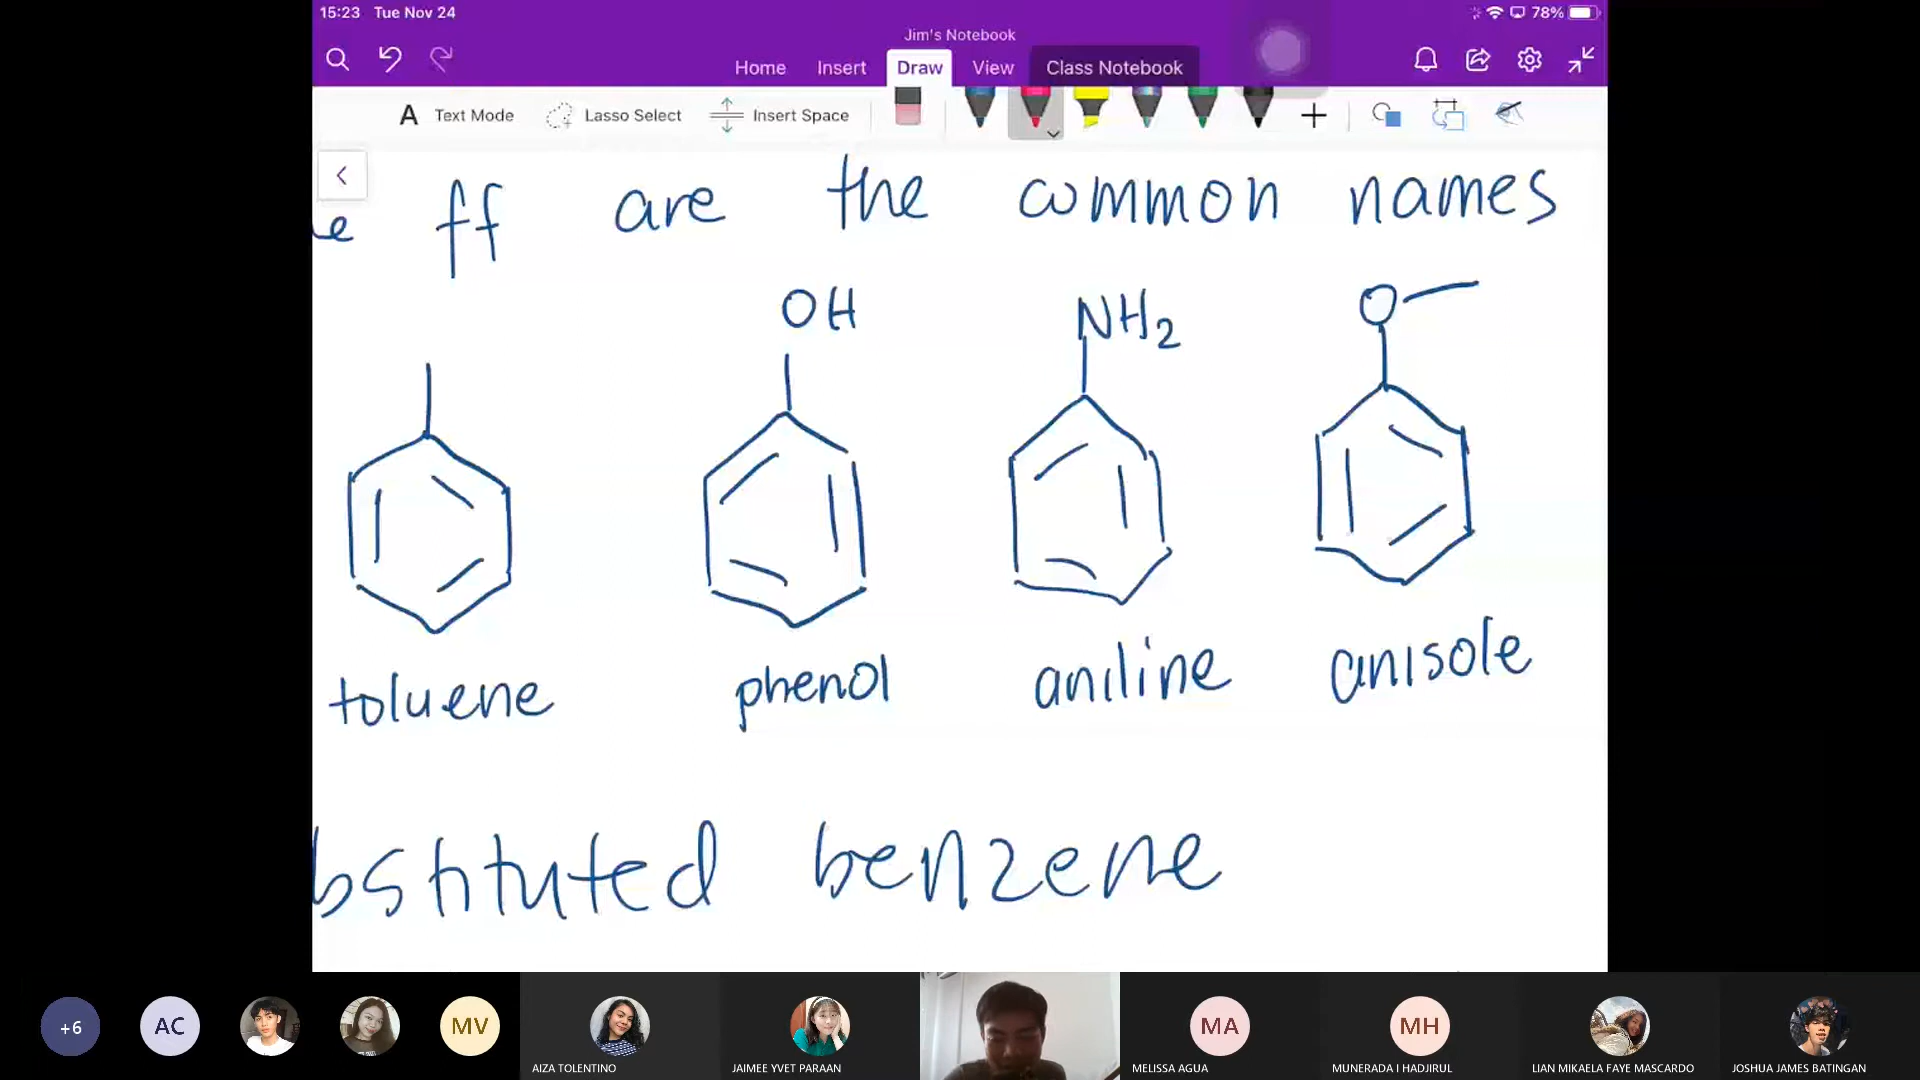 15:23 Tue Nov 24
78%
Jim's Notebook
Home Insert Draw View Class Notebook
A Text Mode Lasso Select Insert Space
ff are the common names
OH NH2 O
toluene phenol aniline anisole
bstituted benzene
+6 AC MV MA MH
AIZA TOLENTINO JAIMEE YVET PARAAN MELISSA AGUA MUNERADA I HADJIRUL LIAN MIKAELA FAYE MASCARDO JOSHUA JAMES BATINGAN